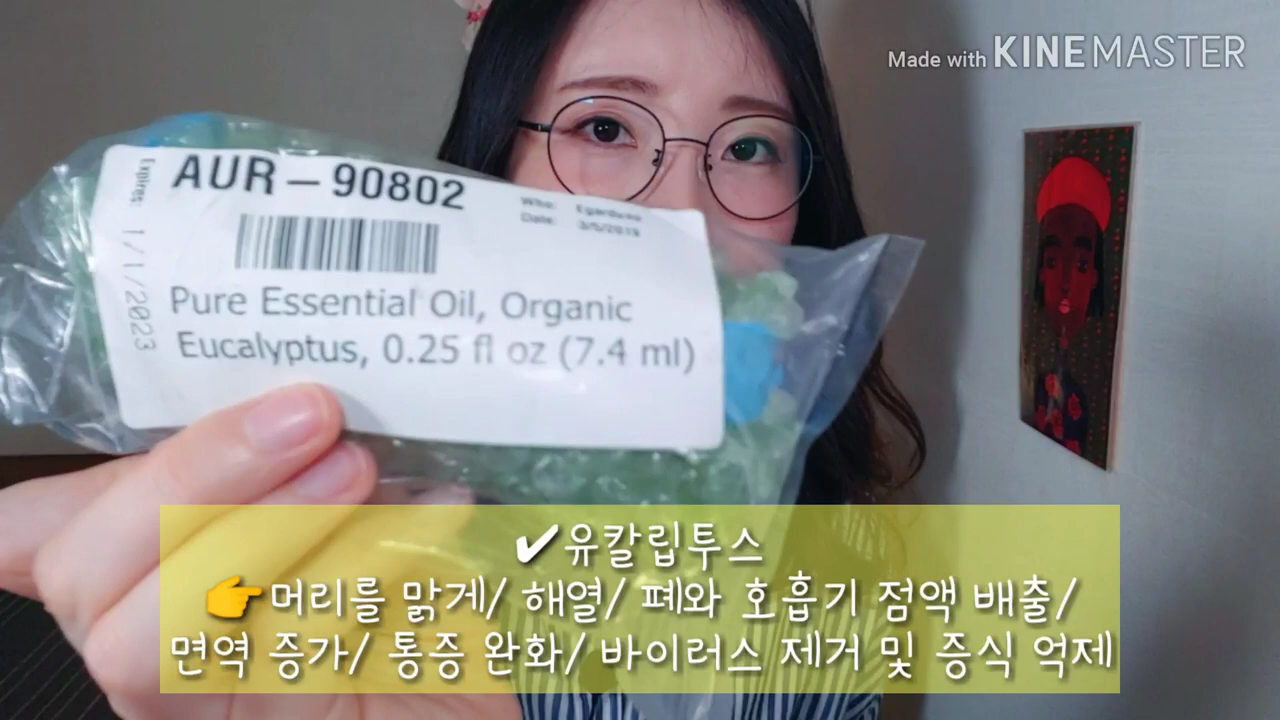 Made with KINEMASTER
AUR-90802
Expires: 1/1/2023
Who:
Date: 3/5/2019
Pure Essential Oil, Organic
Eucalyptus, 0.25 fl oz (7.4 ml)
✔유칼립투스
👉머리를 맑게/ 해열/ 폐와 호흡기 점액 배출/
면역 증가/ 통증 완화/ 바이러스 제거 및 증식 억제